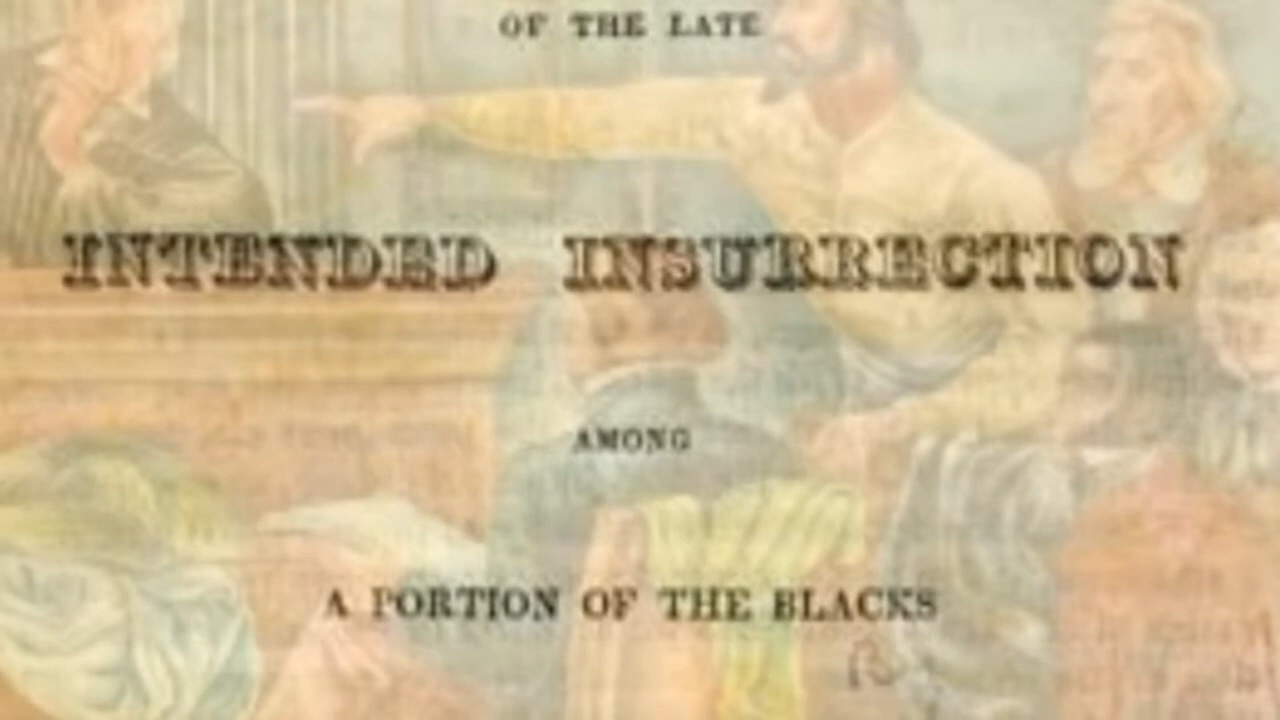 OF THE LATE
INTENDED INSURRECTION
AMONG
A PORTION OF THE BLACKS